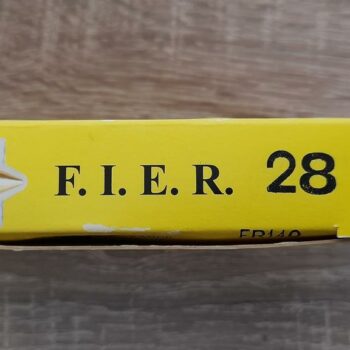 F. I. E. R. 28